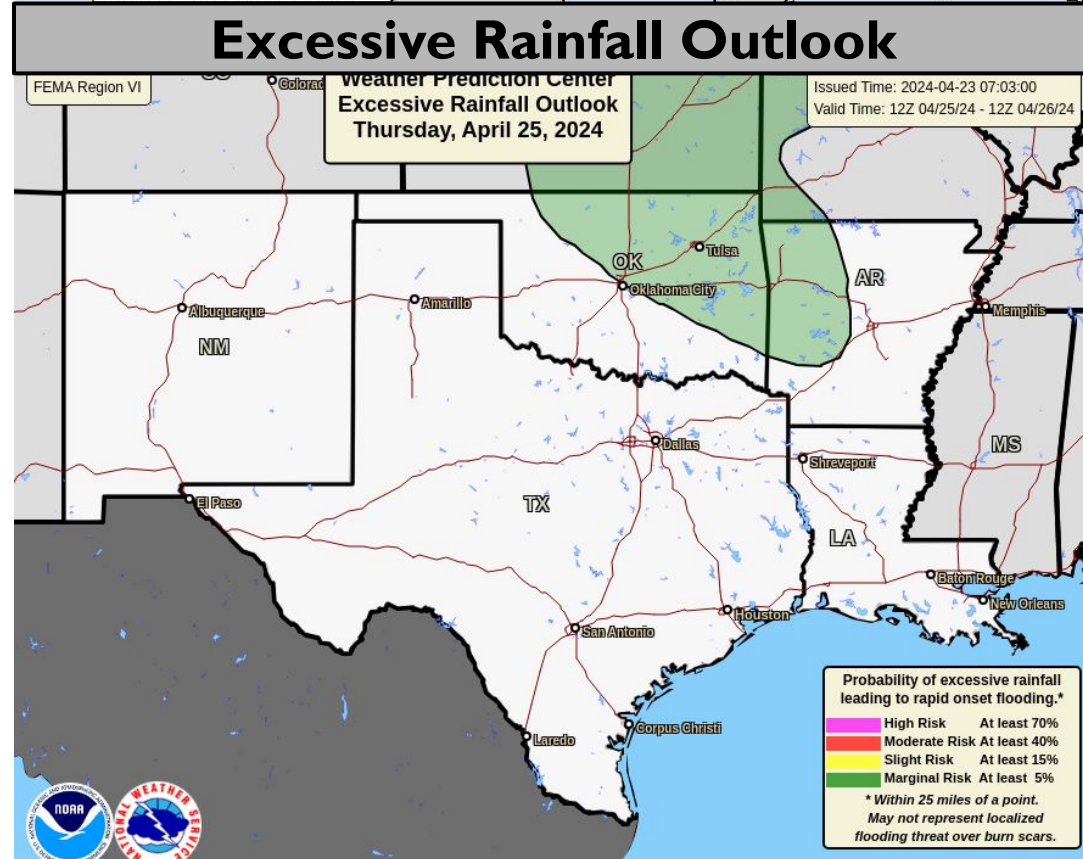 Excessive Rainfall Outlook
FEMA Region VI
Weather Prediction Center
Excessive Rainfall Outlook
Thursday, April 25, 2024
Issued Time: 2024-04-23 07:03:00
Valid Time: 12Z 04/25/24 - 12Z 04/26/24
OK
Tulsa
Oklahoma City
AR
Memphis
Albuquerque
Amarillo
NM
Dallas
Shreveport
MS
El Paso
TX
LA
Baton Rouge
New Orleans
Houston
San Antonio
Corpus Christi
Laredo
Probability of excessive rainfall
leading to rapid onset flooding.*
High Risk At least 70%
Moderate Risk At least 40%
Slight Risk At least 15%
Marginal Risk At least 5%
* Within 25 miles of a point.
May not represent localized
flooding threat over burn scars.
NOAA
NATIONAL WEATHER SERVICE